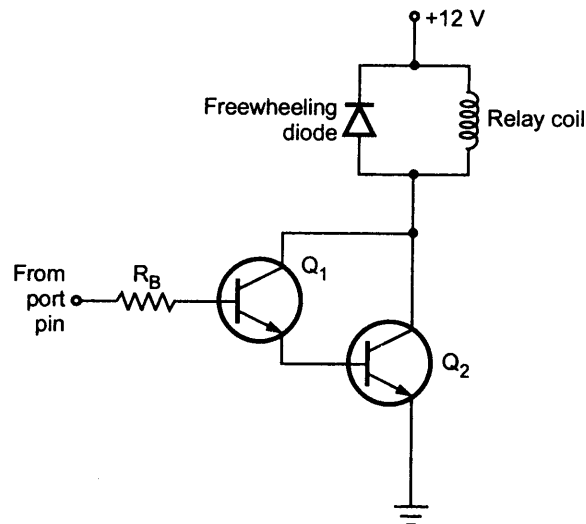 +12 V
Freewheeling
diode
Relay coil
From
port
pin
R_B
Q_1
Q_2